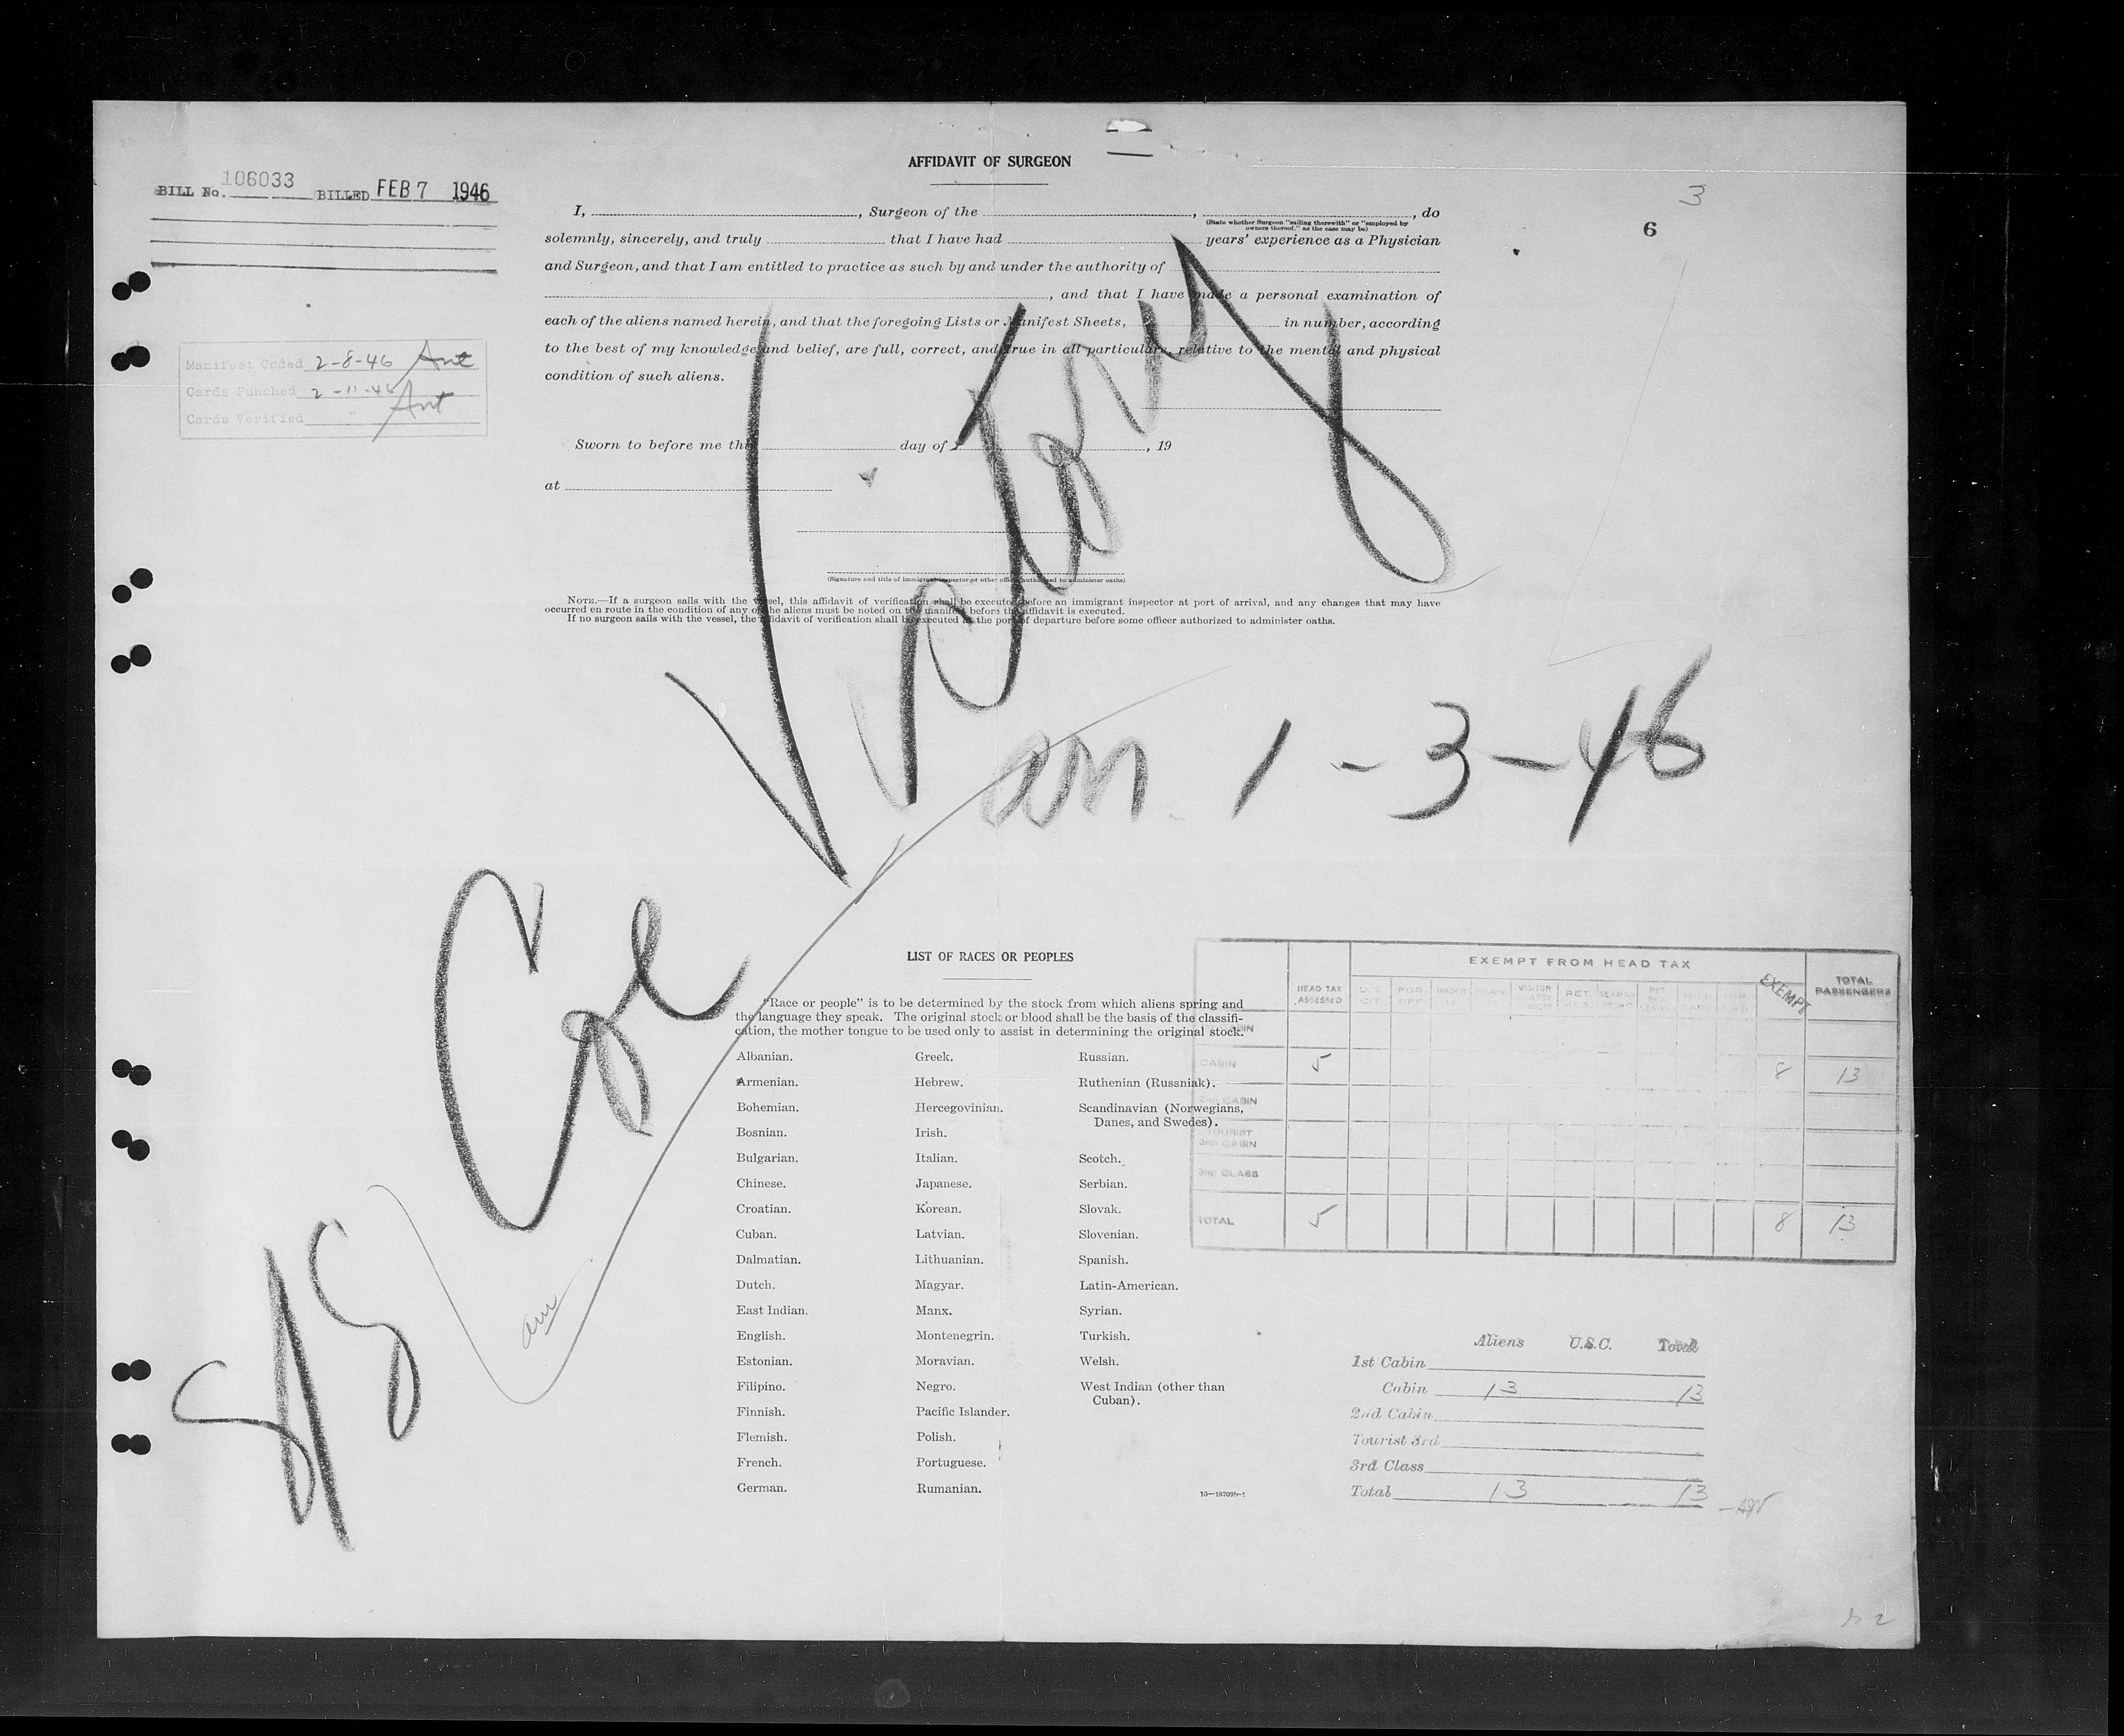 AFFIDAVIT OF SURGEON
BILL No. 106033 BILLED FEB 7 1946
3
6
I, , Surgeon of the , , do
(State whether Surgeon "sailing therewith" or "employed by
owners thereof," as the case may be)
solemnly, sincerely, and truly that I have had years' experience as a Physician
and Surgeon, and that I am entitled to practice as such by and under the authority of
, and that I have made a personal examination of
each of the aliens named herein, and that the foregoing Lists or Manifest Sheets, in number, according
to the best of my knowledge and belief, are full, correct, and true in all particulars, relative to the mental and physical
condition of such aliens.
Manifest Coded 2-8-46 Ant
Cards Punched 2-11-46 Ant
Cards Verified "
Sworn to before me this day of , 19
at
(Signature and title of immigrant inspector or other officer authorized to administer oaths)
NOTE.—If a surgeon sails with the vessel, this affidavit of verification shall be executed before an immigrant inspector at port of arrival, and any changes that may have
occurred en route in the condition of any of the aliens must be noted on the manifest before the affidavit is executed.
If no surgeon sails with the vessel, the affidavit of verification shall be executed at the port of departure before some officer authorized to administer oaths.
S/S Coe Victory
arr. 1-3-46
LIST OF RACES OR PEOPLES
"Race or people" is to be determined by the stock from which aliens spring and
the language they speak. The original stock or blood shall be the basis of the classifi-
cation, the mother tongue to be used only to assist in determining the original stock.
Albanian. Greek. Russian.
Armenian. Hebrew. Ruthenian (Russniak).
Bohemian. Hercegovinian. Scandinavian (Norwegians,
Danes, and Swedes).
Bosnian. Irish.
Bulgarian. Italian. Scotch.
Chinese. Japanese. Serbian.
Croatian. Korean. Slovak.
Cuban. Latvian. Slovenian.
Dalmatian. Lithuanian. Spanish.
Dutch. Magyar. Latin-American.
East Indian. Manx. Syrian.
English. Montenegrin. Turkish.
Estonian. Moravian. Welsh.
Filipino. Negro. West Indian (other than
Cuban).
Finnish. Pacific Islander.
Flemish. Polish.
French. Portuguese.
German. Rumanian.
EXEMPT FROM HEAD TAX
HEAD TAX
ASSESSED
EXEMPT
TOTAL
PASSENGERS
CABIN 5 8 13
2ND CABIN
TOURIST
3RD CABIN
3RD CLASS
TOTAL 5 8 13
Aliens U.S.C. Total
1st Cabin
Cabin 13 13
2nd Cabin
Tourist 3rd
3rd Class
Total 13 13